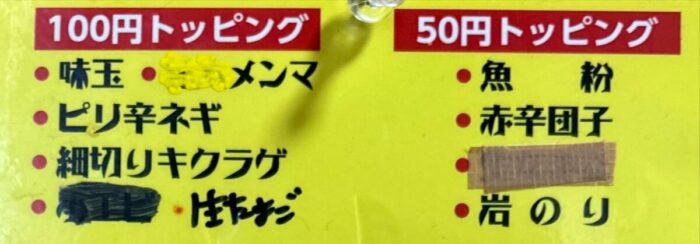 100円トッピング
・味玉 ・メンマ
・ピリ辛ネギ
・細切りキクラゲ
・生たまご
50円トッピング
・魚 粉
・赤辛団子
・岩のり